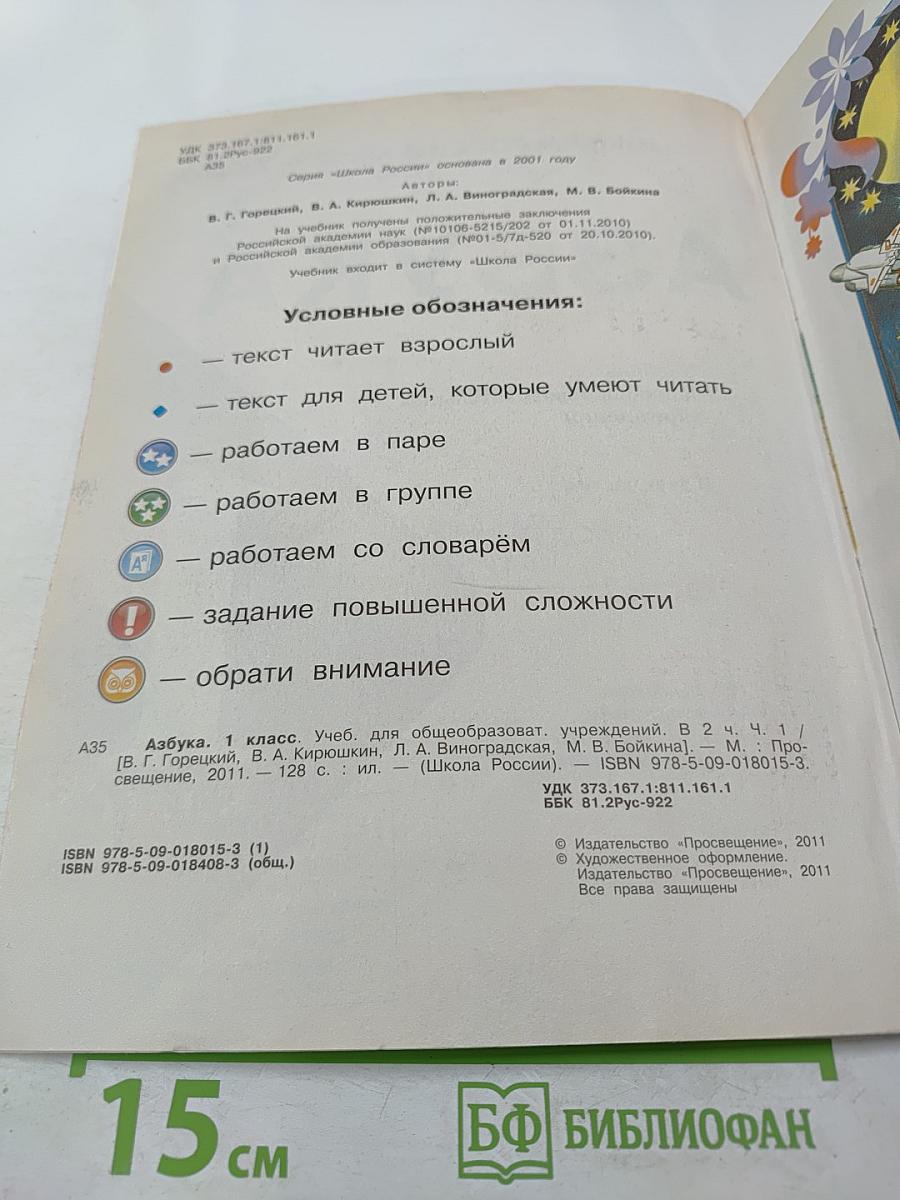 УДК 373.167.1:811.161.1
ББК 81.2Рус-922
А35
Серия «Школа России» основана в 2001 году
Авторы:
В. Г. Горецкий, В. А. Кирюшкин, Л. А. Виноградская, М. В. Бойкина
На учебник получены положительные заключения
Российской академии наук (№10106-5215/202 от 01.11.2010)
и Российской академии образования (№01-5/7д-520 от 20.10.2010).
Учебник входит в систему «Школа России»
Условные обозначения:
— текст читает взрослый
— текст для детей, которые умеют читать
— работаем в паре
— работаем в группе
АЯ — работаем со словарём
! — задание повышенной сложности
— обрати внимание
А35 Азбука. 1 класс. Учеб. для общеобразоват. учреждений. В 2 ч. Ч. 1 /
[В. Г. Горецкий, В. А. Кирюшкин, Л. А. Виноградская, М. В. Бойкина]. — М. : Про-
свещение, 2011. — 128 с. : ил. — (Школа России). — ISBN 978-5-09-018015-3.
УДК 373.167.1:811.161.1
ББК 81.2Рус-922
ISBN 978-5-09-018015-3 (1)
ISBN 978-5-09-018408-3 (общ.)
© Издательство «Просвещение», 2011
© Художественное оформление.
Издательство «Просвещение», 2011
Все права защищены
15 см
БФ БИБЛИОФАН